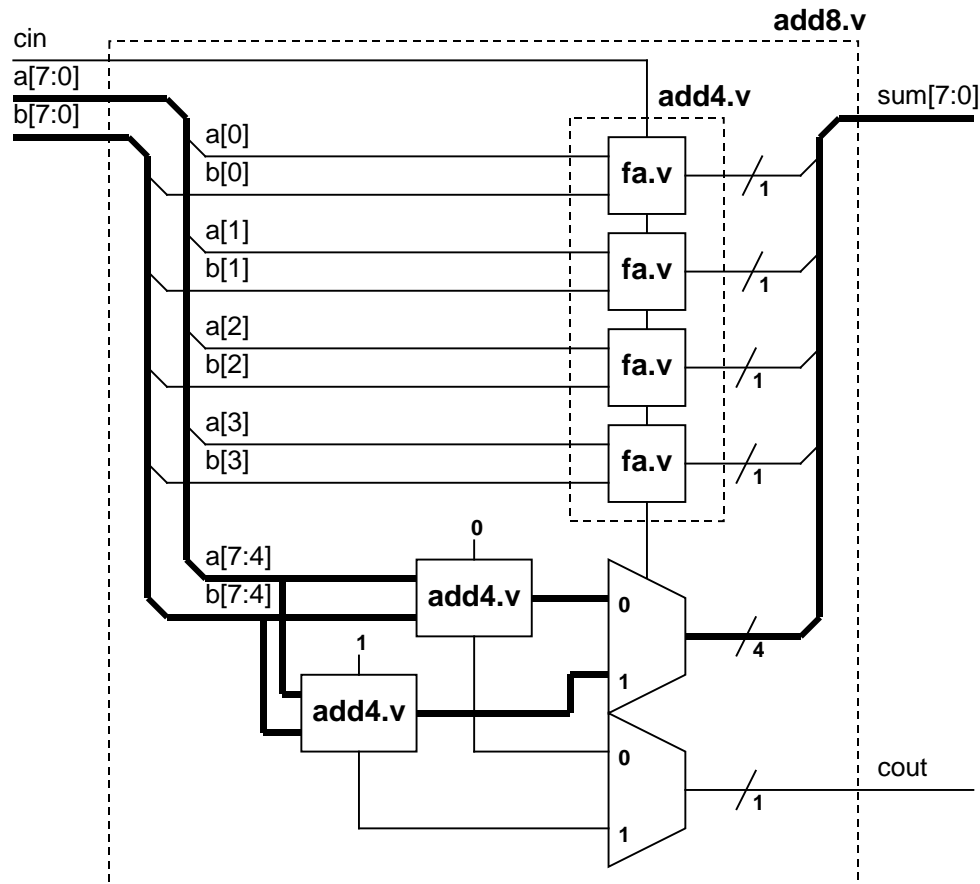 add8.v
cin
a[7:0]
b[7:0]
add4.v
sum[7:0]
a[0]
b[0]
fa.v
1
a[1]
b[1]
fa.v
1
a[2]
b[2]
fa.v
1
a[3]
b[3]
fa.v
1
0
a[7:4]
b[7:4]
add4.v
0
4
1
add4.v
1
0
cout
1
1